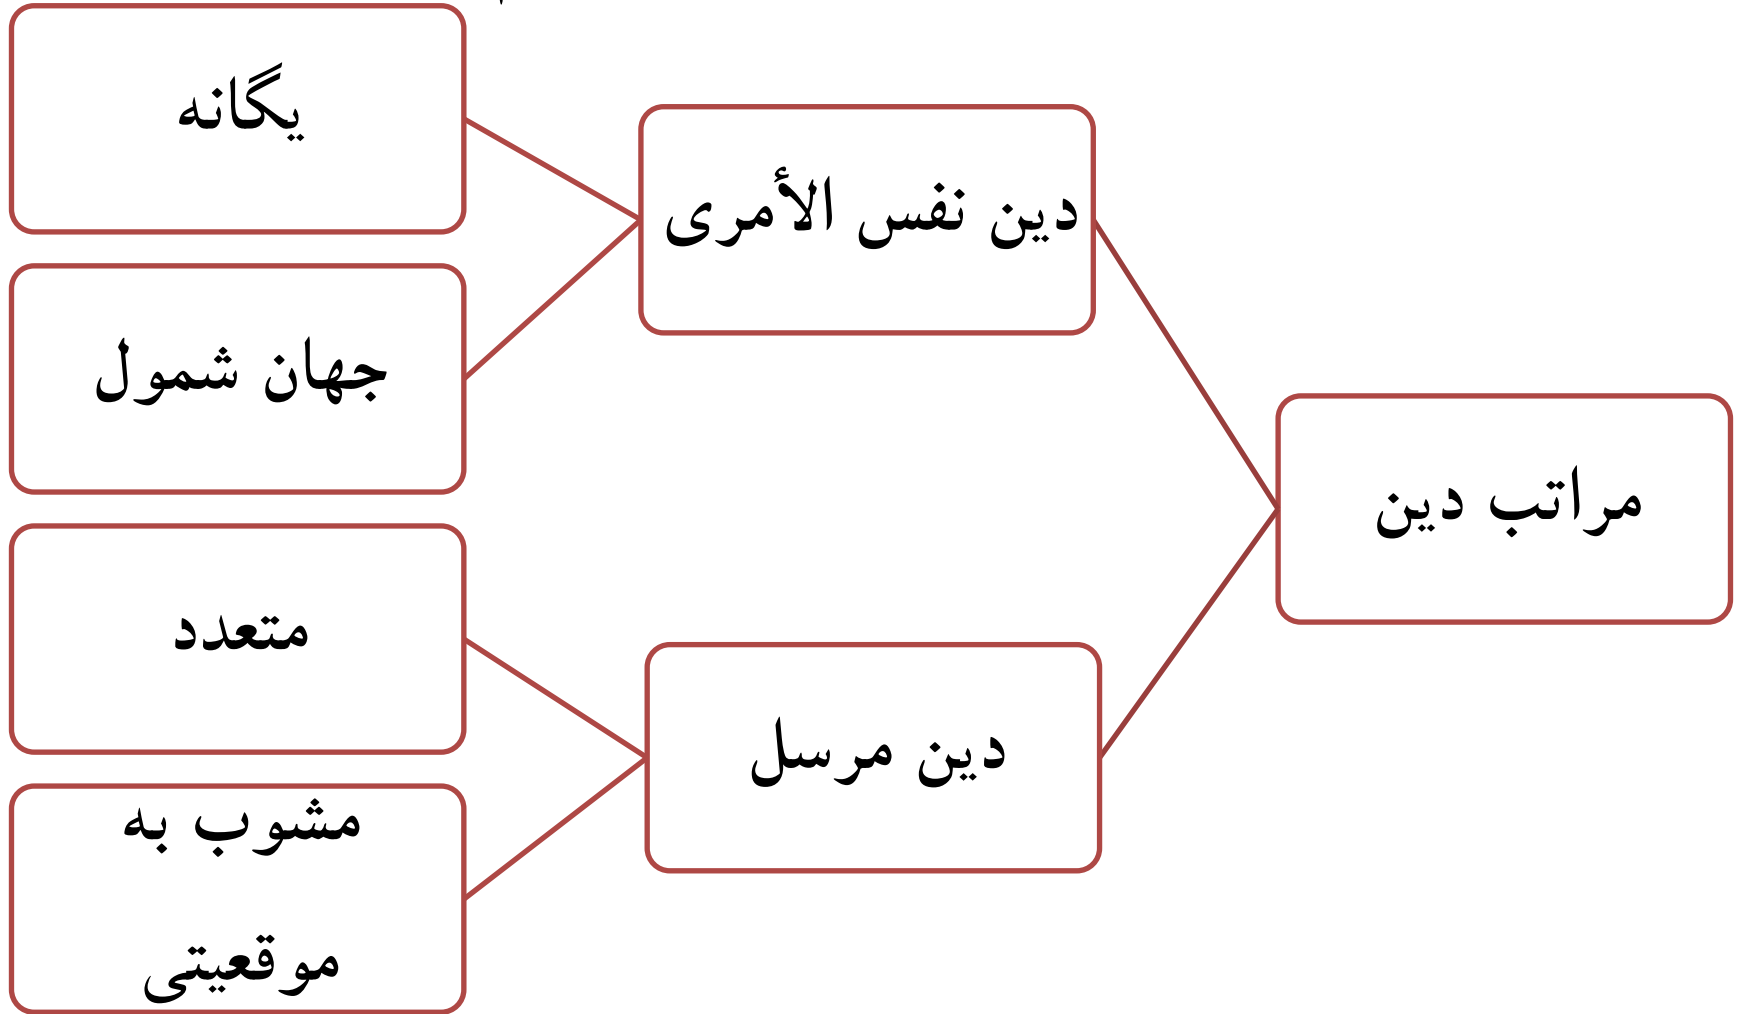 مراتب دین
دین نفس الأمری
یگانه
جهان شمول
دین مرسل
متعدد
مشوب به
موقعیتی